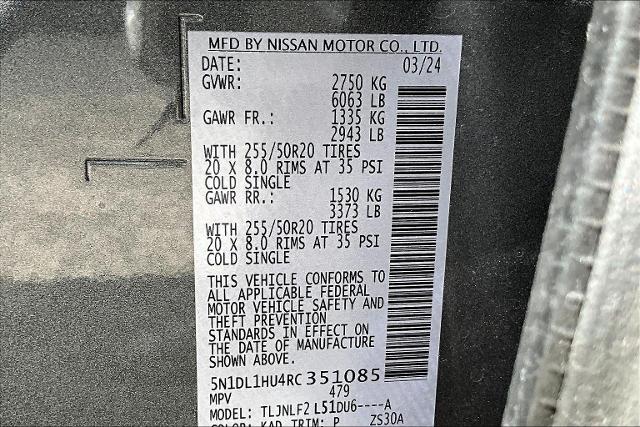 MFD BY NISSAN MOTOR CO., LTD.
DATE: 03/24
GVWR: 2750 KG
6063 LB
GAWR FR.: 1335 KG
2943 LB
WITH 255/50R20 TIRES
20 X 8.0 RIMS AT 35 PSI
COLD SINGLE
GAWR RR.: 1530 KG
3373 LB
WITH 255/50R20 TIRES
20 X 8.0 RIMS AT 35 PSI
COLD SINGLE
THIS VEHICLE CONFORMS TO
ALL APPLICABLE FEDERAL
MOTOR VEHICLE SAFETY AND
THEFT PREVENTION
STANDARDS IN EFFECT ON
THE DATE OF MANUFACTURE
SHOWN ABOVE.
5N1DL1HU4RC351085
MPV 479
MODEL: TLJNLF2 L51DU6----A
COLOR: KAD TRIM: P ZS30A